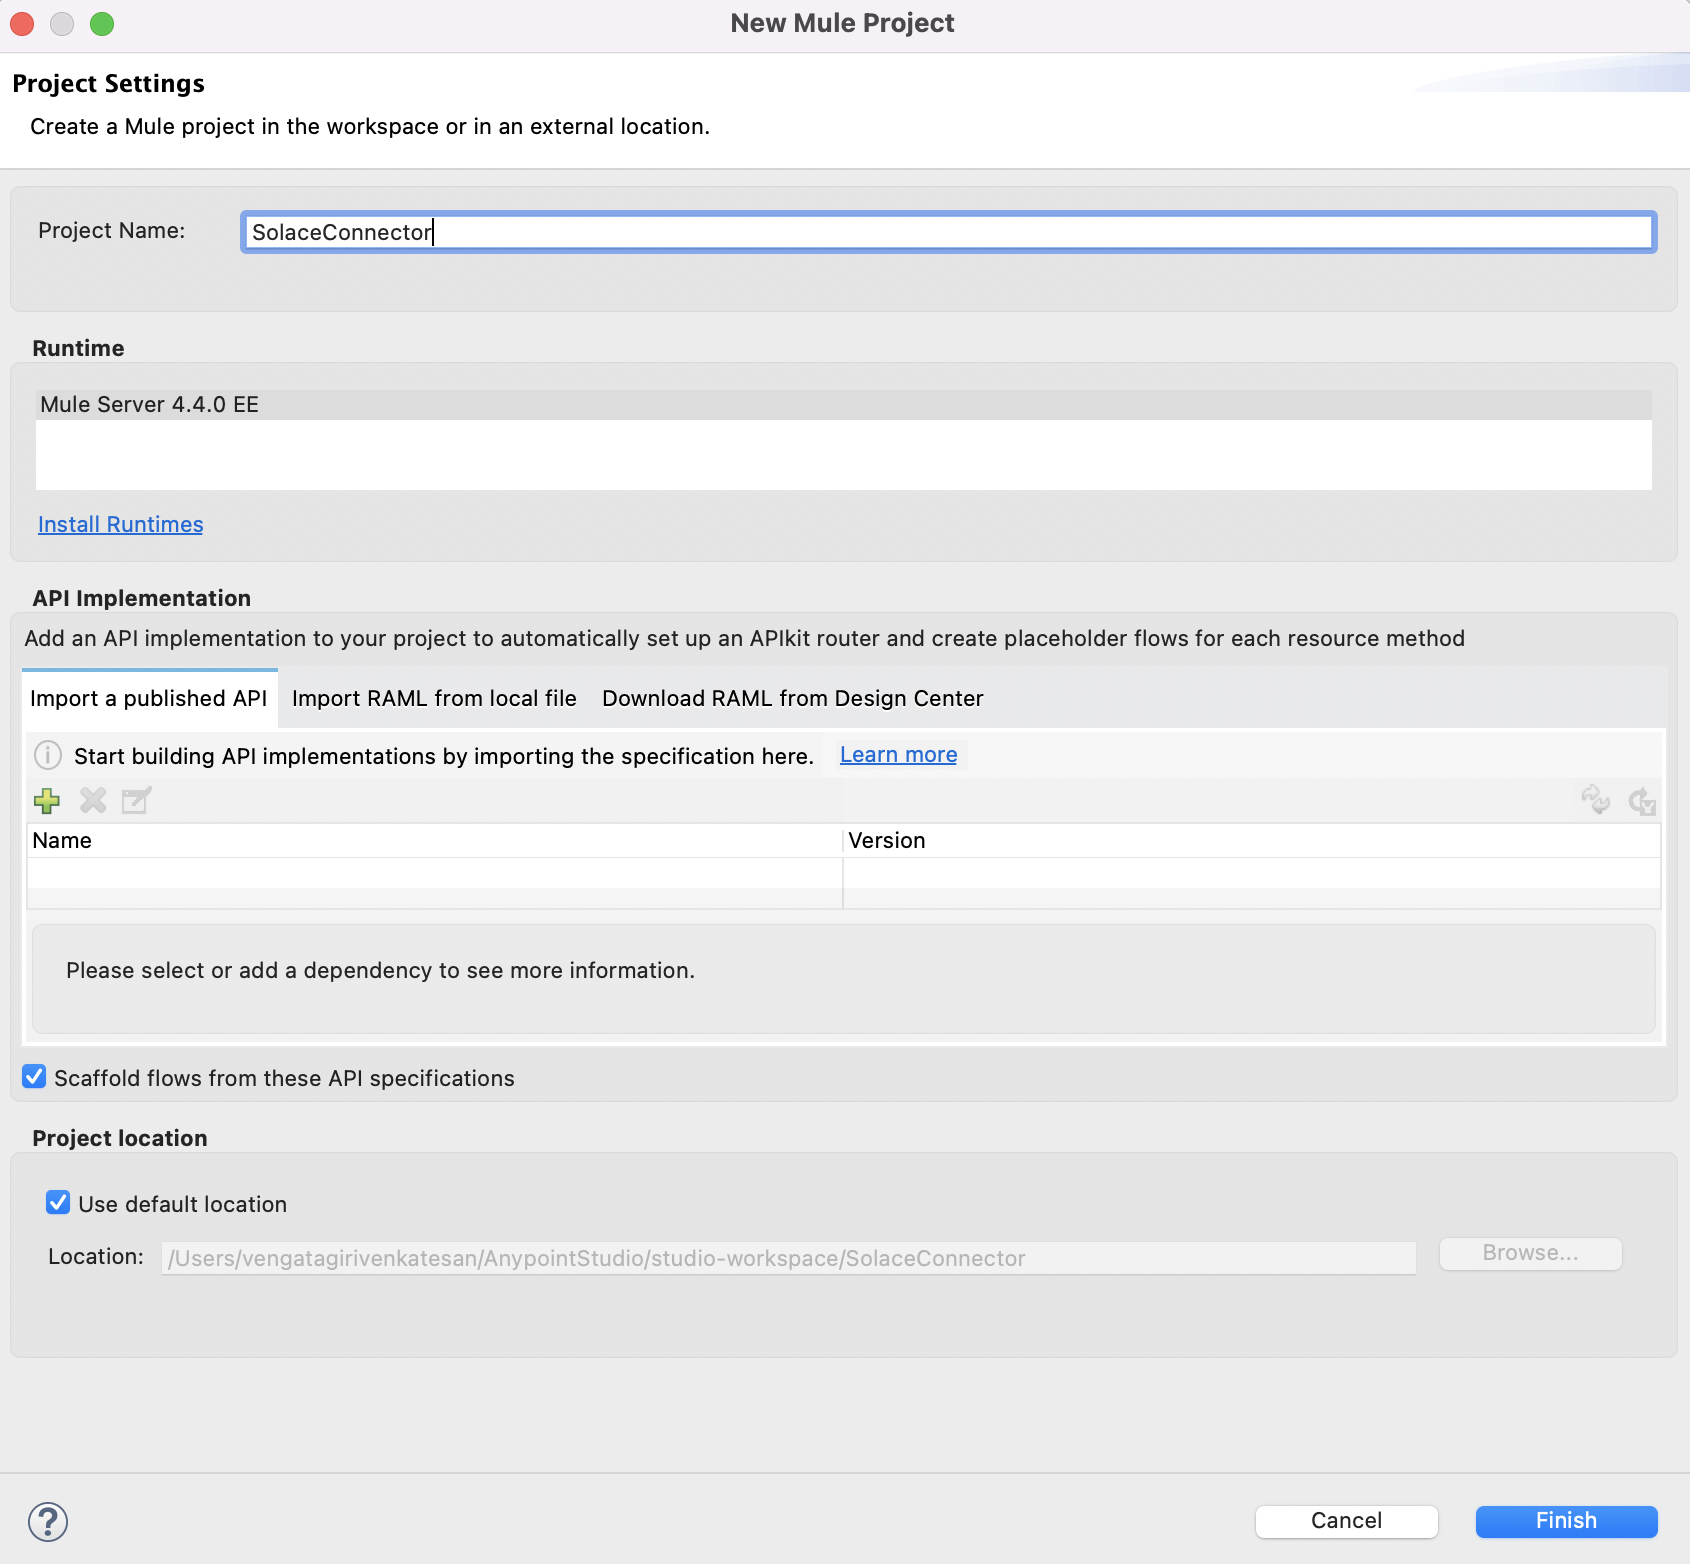 New Mule Project
Project Settings
Create a Mule project in the workspace or in an external location.
Project Name: SolaceConnector
Runtime
Mule Server 4.4.0 EE
Install Runtimes
API Implementation
Add an API implementation to your project to automatically set up an APIkit router and create placeholder flows for each resource method
Import a published API Import RAML from local file Download RAML from Design Center
Start building API implementations by importing the specification here. Learn more
Name Version
Please select or add a dependency to see more information.
Scaffold flows from these API specifications
Project location
Use default location
Location: /Users/vengatagirivenkatesan/AnypointStudio/studio-workspace/SolaceConnector Browse...
? Cancel Finish